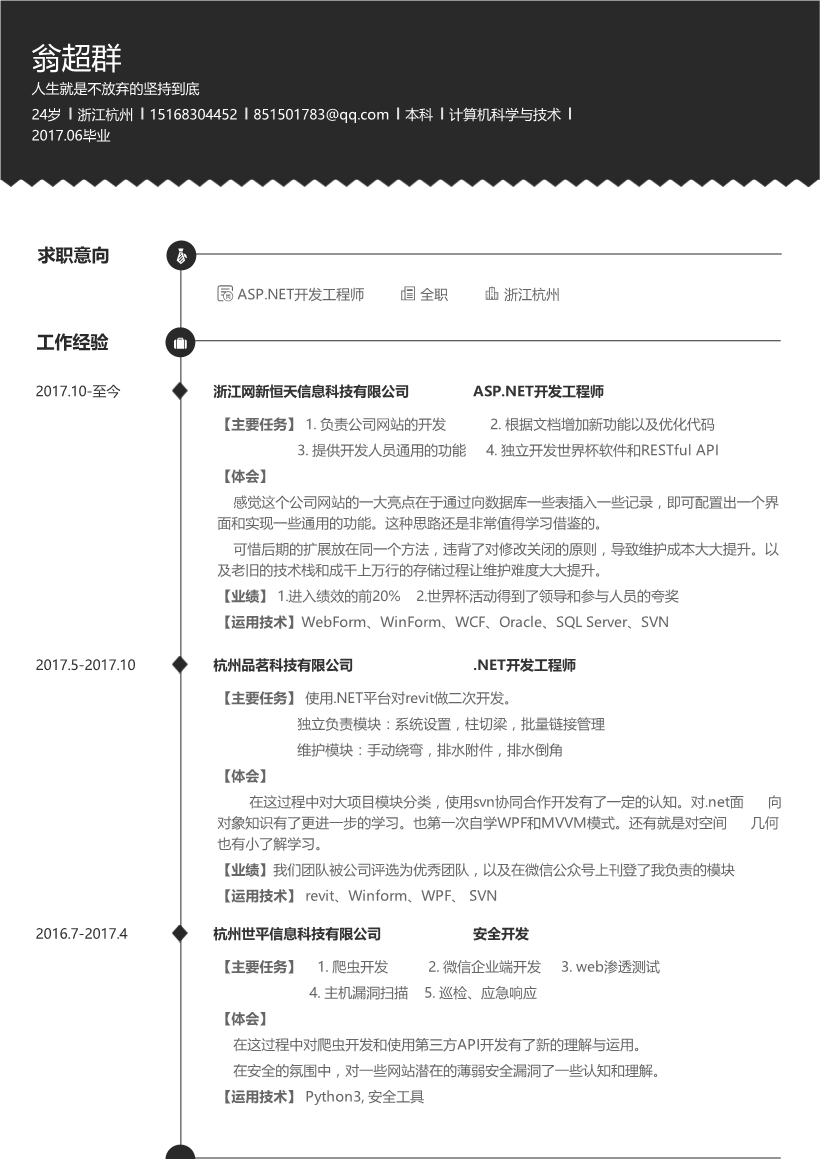 翁超群
人生就是不放弃的坚持到底
24岁 I 浙江杭州 I 15168304452 I 851501783@qq.com I 本科 I 计算机科学与技术 I
2017.06毕业
求职意向
ASP.NET开发工程师 全职 浙江杭州
工作经验
2017.10-至今 浙江网新恒天信息科技有限公司 ASP.NET开发工程师
【主要任务】 1. 负责公司网站的开发 2. 根据文档增加新功能以及优化代码
3. 提供开发人员通用的功能 4. 独立开发世界杯软件和RESTful API
【体会】
感觉这个公司网站的一大亮点在于通过向数据库一些表插入一些记录，即可配置出一个界
面和实现一些通用的功能。这种思路还是非常值得学习借鉴的。
可惜后期的扩展放在同一个方法，违背了对修改关闭的原则，导致维护成本大大提升。以
及老旧的技术栈和成千上万行的存储过程让维护难度大大提升。
【业绩】 1.进入绩效的前20% 2.世界杯活动得到了领导和参与人员的夸奖
【运用技术】WebForm、WinForm、WCF、Oracle、SQL Server、SVN
2017.5-2017.10 杭州品茗科技有限公司 .NET开发工程师
【主要任务】 使用.NET平台对revit做二次开发。
独立负责模块：系统设置，柱切梁，批量链接管理
维护模块：手动绕弯，排水附件，排水倒角
【体会】
在这过程中对大项目模块分类，使用svn协同合作开发有了一定的认知。对.net面 向
对象知识有了更进一步的学习。也第一次自学WPF和MVVM模式。还有就是对空间 几何
也有小了解学习。
【业绩】我们团队被公司评选为优秀团队，以及在微信公众号上刊登了我负责的模块
【运用技术】 revit、Winform、WPF、 SVN
2016.7-2017.4 杭州世平信息科技有限公司 安全开发
【主要任务】 1. 爬虫开发 2. 微信企业端开发 3. web渗透测试
4. 主机漏洞扫描 5. 巡检、应急响应
【体会】
在这过程中对爬虫开发和使用第三方API开发有了新的理解与运用。
在安全的氛围中，对一些网站潜在的薄弱安全漏洞了一些认知和理解。
【运用技术】 Python3, 安全工具